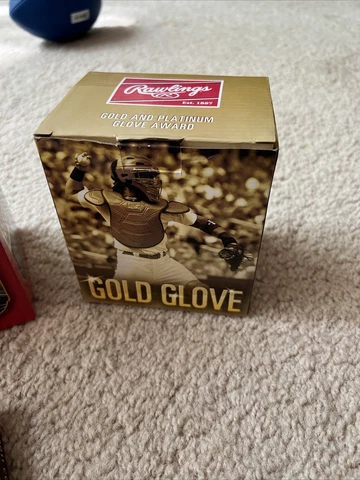 Rawlings
EST. 1887
GOLD AND PLATINUM
GLOVE AWARD
GOLD GLOVE